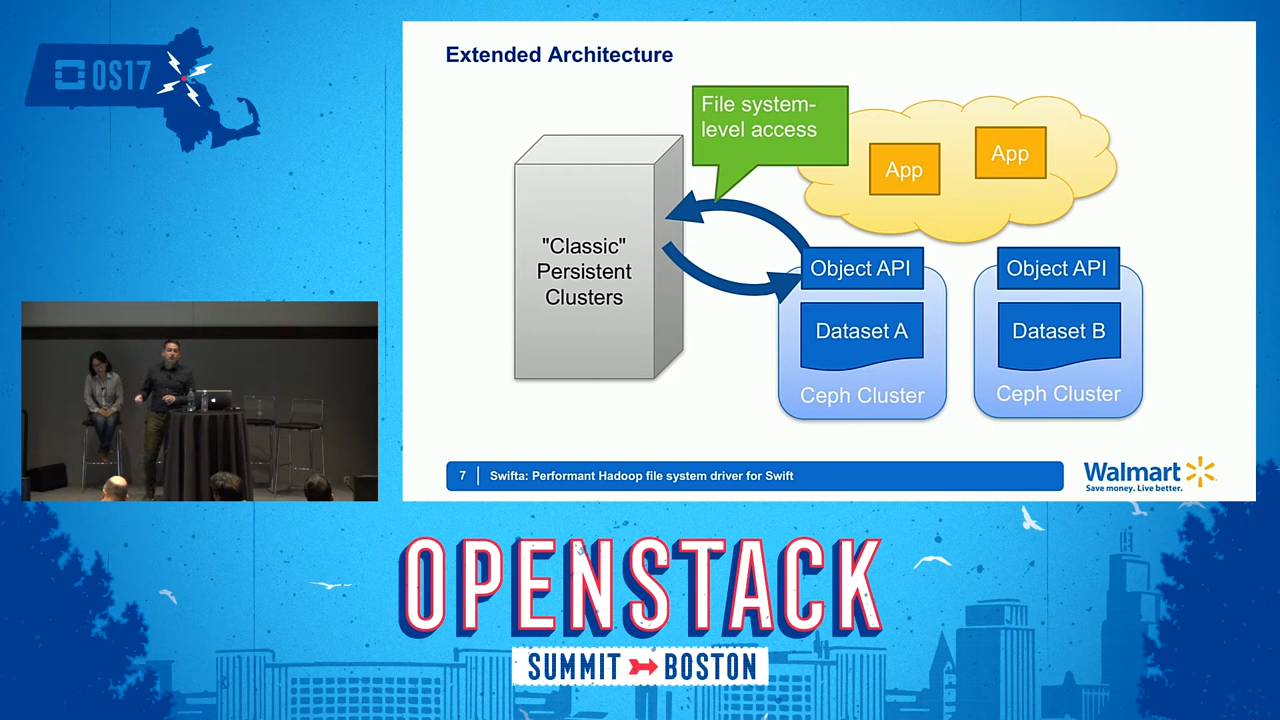 OS17
Extended Architecture
File system-
level access
App
App
"Classic"
Persistent
Clusters
Object API
Object API
Dataset A
Dataset B
Ceph Cluster
Ceph Cluster
7
Swifta: Performant Hadoop file system driver for Swift
Walmart
Save money. Live better.
OPENSTACK
SUMMIT BOSTON